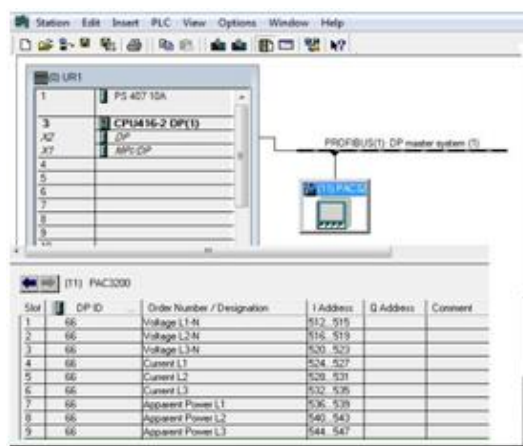 Station Edit Insert PLC View Options Window Help
(0) UR1
1 PS 407 10A
3 CPU416-2 DP(1)
X2 DP
X1 MPI/DP
4
5
6
7
8
9
10
PROFIBUS(1): DP master system (1)
(11) PAC32
(11) PAC3200
Slot DP ID ... Order Number / Designation I Address Q Address Comment
1 66 Voltage L1-N 512..515
2 66 Voltage L2-N 516..519
3 66 Voltage L3-N 520..523
4 66 Current L1 524..527
5 66 Current L2 528..531
6 66 Current L3 532..535
7 66 Apparent Power L1 536..539
8 66 Apparent Power L2 540..543
9 66 Apparent Power L3 544..547